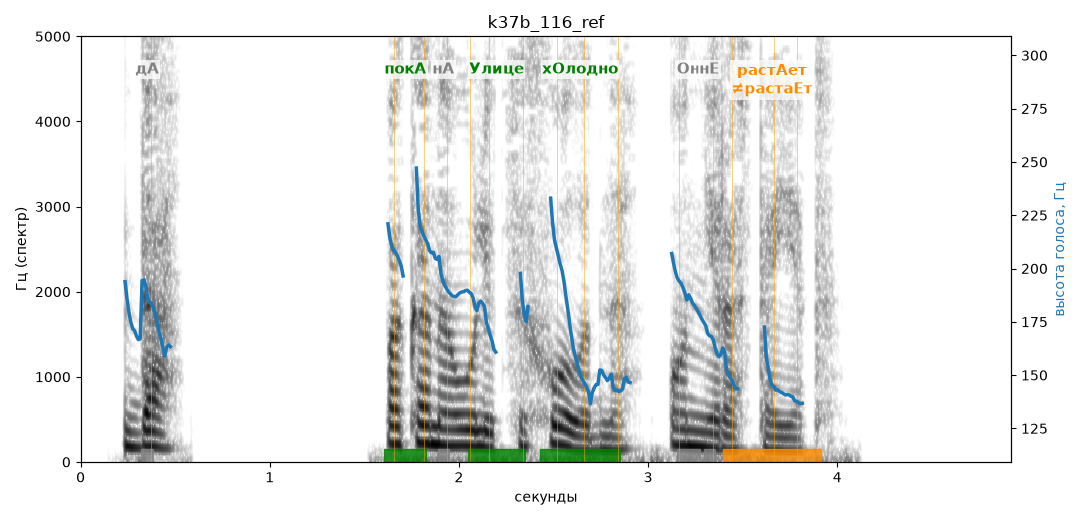 k37b_116_ref
дА
покА
нА
Улице
хОлодно
ОннЕ
растАет
≠растаЕт
5000
4000
3000
2000
1000
0
Гц (спектр)
300
275
250
225
200
175
150
125
высота голоса, Гц
0
1
2
3
4
секунды